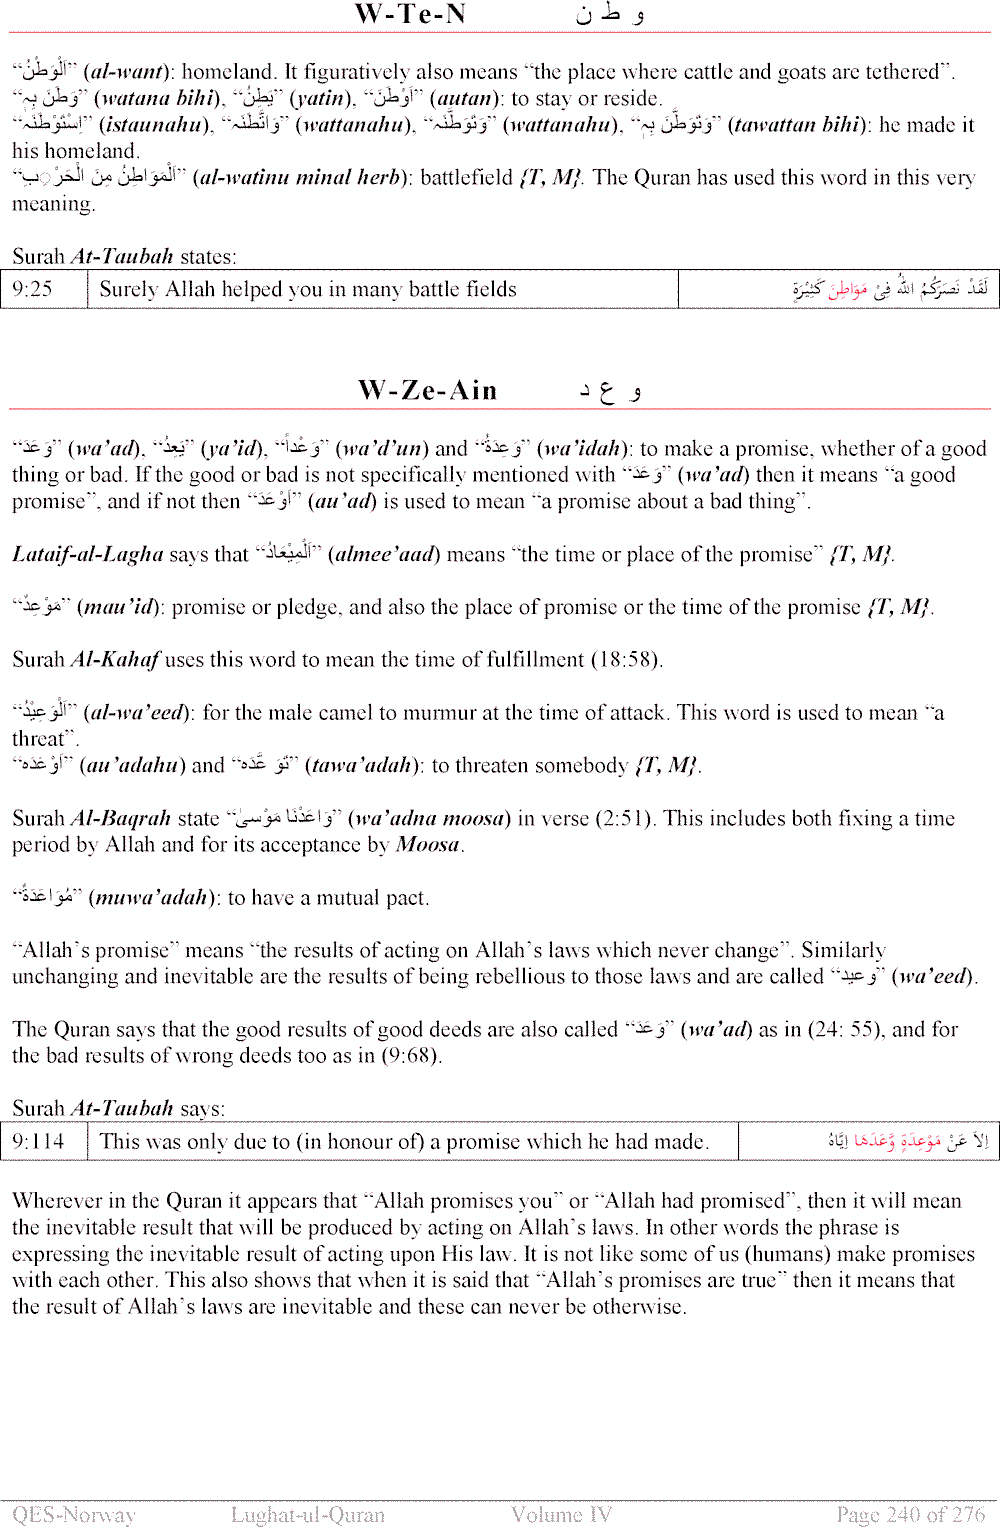 W-Te-N و ط ن
“اَلْوَطْنُ” (al-want): homeland. It figuratively also means “the place where cattle and goats are tethered”.
“وَطَنَ بِہٖ” (watana bihi), “يَطِنُ” (yatin), “اَوْطَنَ” (autan): to stay or reside.
“اِسْتَوْطَنَہ” (istaunahu), “وَاتَّطَنَہ” (wattanahu), “وَتَوَطَّنَہ” (wattanahu), “وَتَوَطَّنَ بِہٖ” (tawattan bihi): he made it
his homeland.
“اَلْمَوَاطِنُ مِنَ الْحَرْبِ” (al-watinu minal herb): battlefield {T, M}. The Quran has used this word in this very
meaning.
Surah At-Taubah states:
9:25 Surely Allah helped you in many battle fields لَقَدْ نَصَرَكُمُ اللهُ فِیْ مَوَاطِنَ كَثِيْرَةٍ
W-Ze-Ain و ع د
“وَعَدَ” (wa’ad), “يَعِدُ” (ya’id), “وَعْداً” (wa’d’un) and “وَعِدَةُ” (wa’idah): to make a promise, whether of a good
thing or bad. If the good or bad is not specifically mentioned with “وَعَدَ” (wa’ad) then it means “a good
promise”, and if not then “اَوْعَدَ” (au’ad) is used to mean “a promise about a bad thing”.
Lataif-al-Lagha says that “اَلْمِيْعَادُ” (almee’aad) means “the time or place of the promise” {T, M}.
“مَوْعِدٌ” (mau’id): promise or pledge, and also the place of promise or the time of the promise {T, M}.
Surah Al-Kahaf uses this word to mean the time of fulfillment (18:58).
“اَلْوَعِيْدُ” (al-wa’eed): for the male camel to murmur at the time of attack. This word is used to mean “a
threat”.
“اَوْعَدَه” (au’adahu) and “تَوَ عَّدَه” (tawa’adah): to threaten somebody {T, M}.
Surah Al-Baqrah state “وَاعَدْنَا مَوْسیٰ” (wa’adna moosa) in verse (2:51). This includes both fixing a time
period by Allah and for its acceptance by Moosa.
“مُوَاعَدَةٌ” (muwa’adah): to have a mutual pact.
“Allah’s promise” means “the results of acting on Allah’s laws which never change”. Similarly
unchanging and inevitable are the results of being rebellious to those laws and are called “وعيد” (wa’eed).
The Quran says that the good results of good deeds are also called “وَعَدَ” (wa’ad) as in (24: 55), and for
the bad results of wrong deeds too as in (9:68).
Surah At-Taubah says:
9:114 This was only due to (in honour of) a promise which he had made. اِلاَّ عَنْ مَوْعِدَةٍ وَّعَدَهَا اِيَّاهُ
Wherever in the Quran it appears that “Allah promises you” or “Allah had promised”, then it will mean
the inevitable result that will be produced by acting on Allah’s laws. In other words the phrase is
expressing the inevitable result of acting upon His law. It is not like some of us (humans) make promises
with each other. This also shows that when it is said that “Allah’s promises are true” then it means that
the result of Allah’s laws are inevitable and these can never be otherwise.
QES-Norway Lughat-ul-Quran Volume IV Page 240 of 276